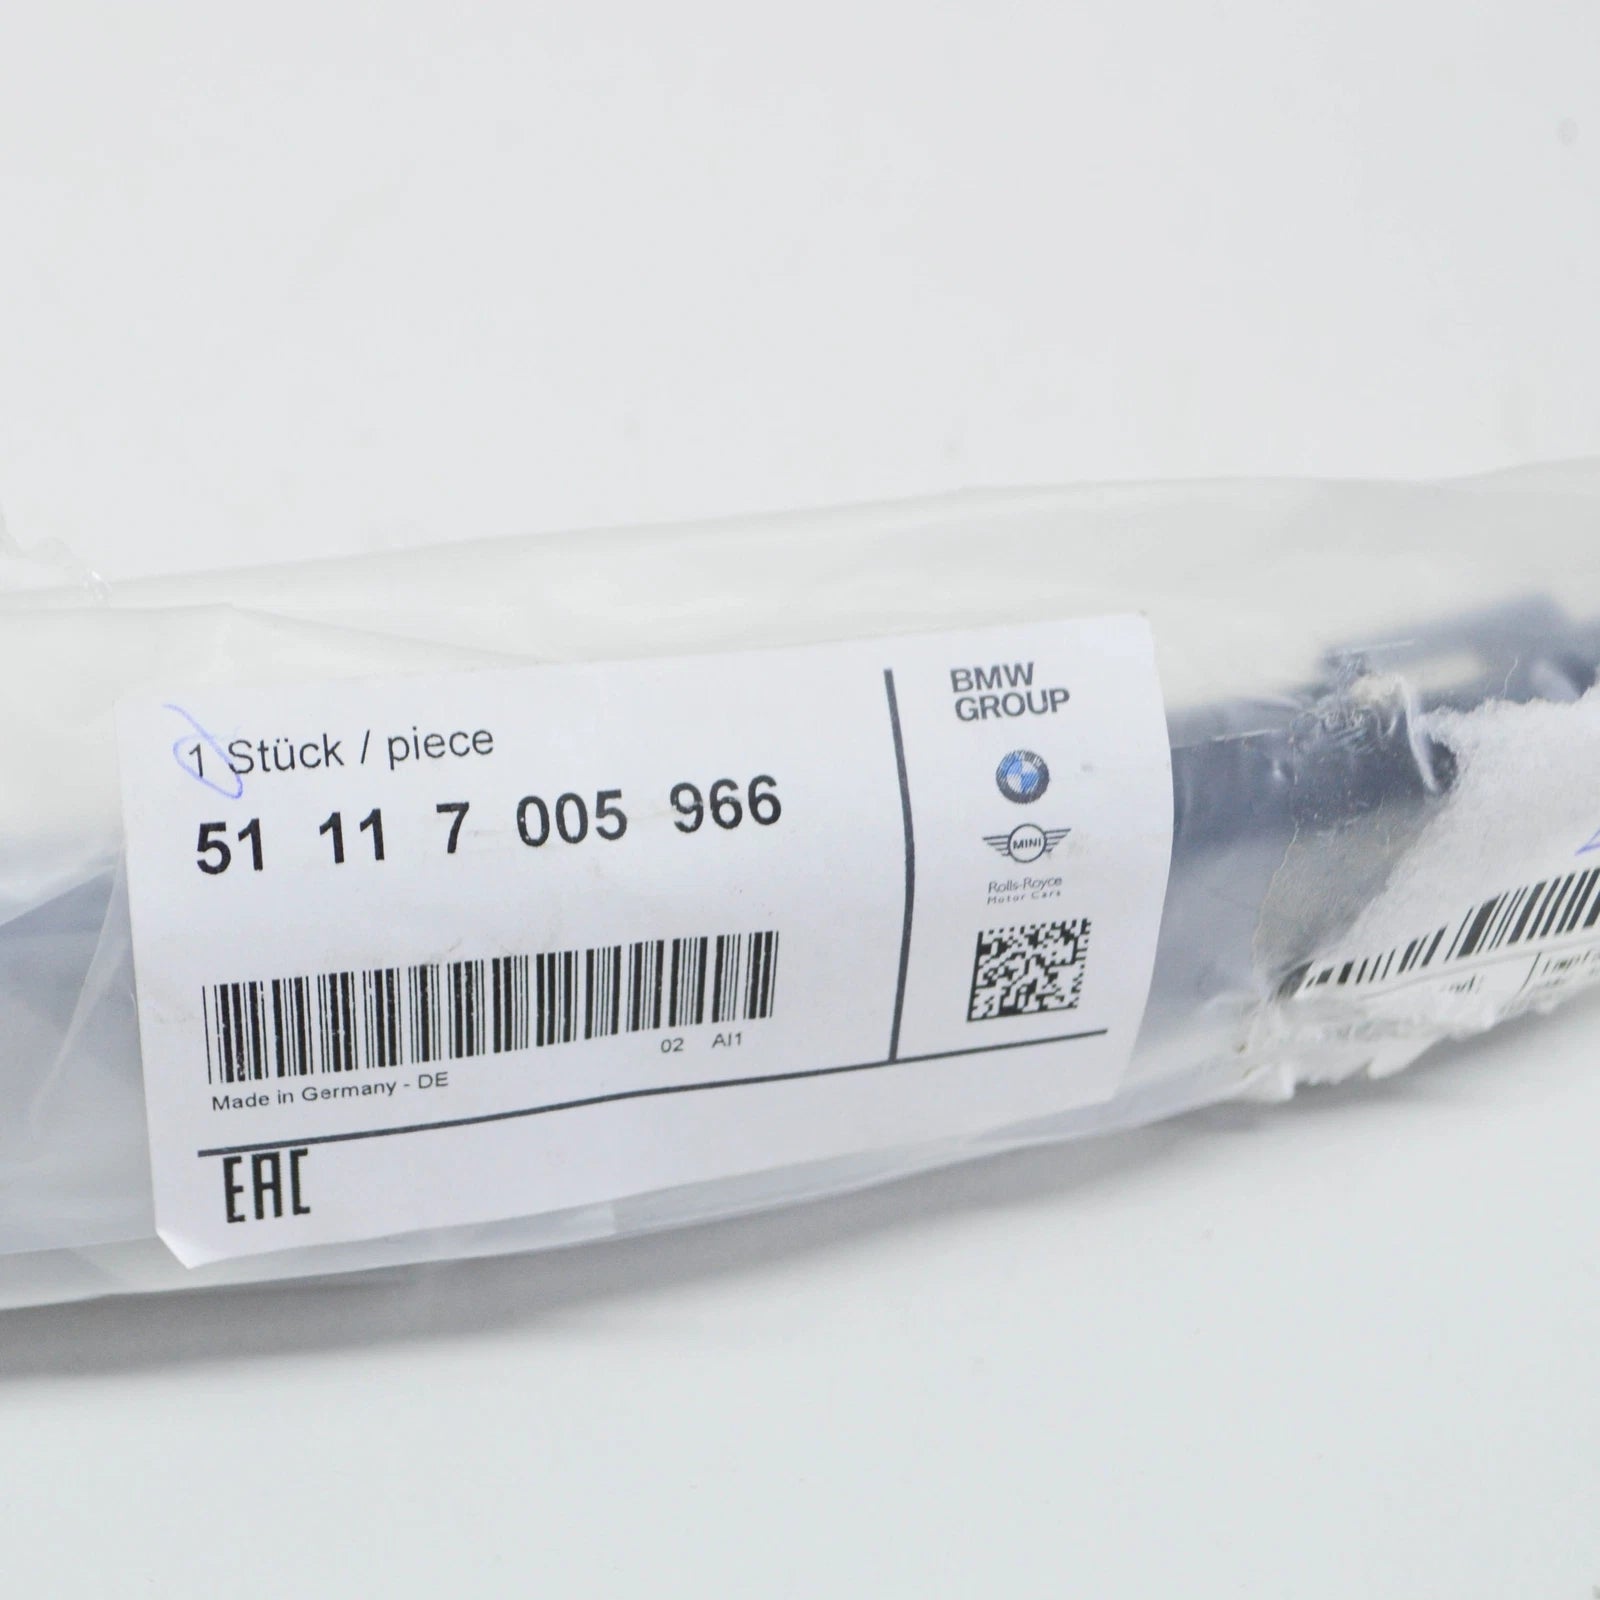 1 Stück / piece
51 11 7 005 966
02 AI1
Made in Germany - DE
EAC
BMW
GROUP
MINI
Rolls-Royce
Motor Cars